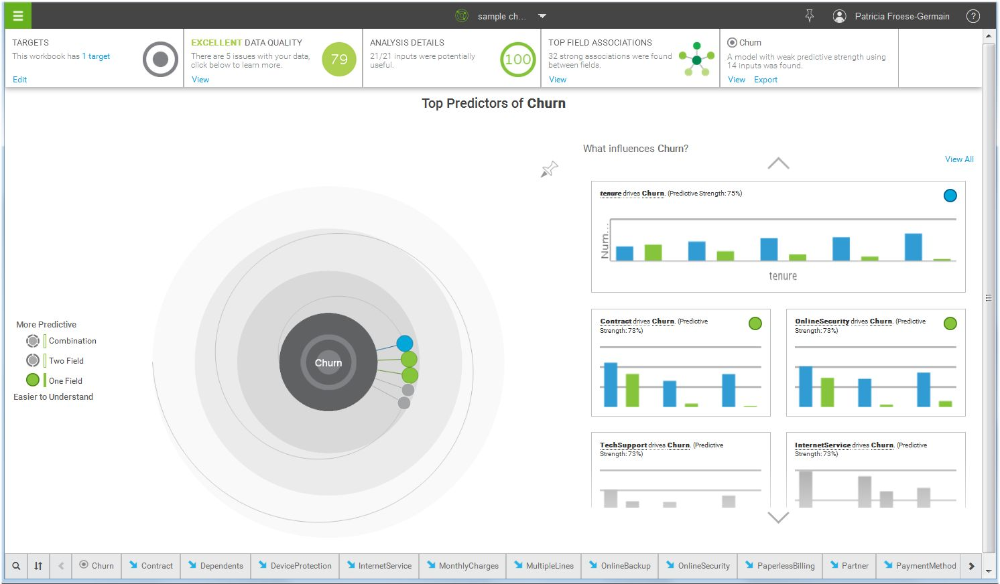 sample ch...
Patricia Froese-Germain
?
TARGETS
This workbook has 1 target
Edit
EXCELLENT DATA QUALITY
There are 5 issues with your data,
click below to learn more.
79
View
ANALYSIS DETAILS
21/21 inputs were potentially
useful.
100
TOP FIELD ASSOCIATIONS
32 strong associations were found
between fields.
View
Churn
A model with weak predictive strength using
14 inputs was found.
View Export
Top Predictors of Churn
What influences Churn?
View All
tenure drives Churn. (Predictive Strength: 75%)
Num...
tenure
Contract drives Churn. (Predictive
Strength: 73%)
OnlineSecurity drives Churn. (Predictive
Strength: 73%)
TechSupport drives Churn. (Predictive
Strength: 73%)
InternetService drives Churn. (Predictive
Strength: 73%)
More Predictive
Combination
Two Field
One Field
Easier to Understand
Churn
Churn Contract Dependents DeviceProtection InternetService MonthlyCharges MultipleLines OnlineBackup OnlineSecurity PaperlessBilling Partner PaymentMethod